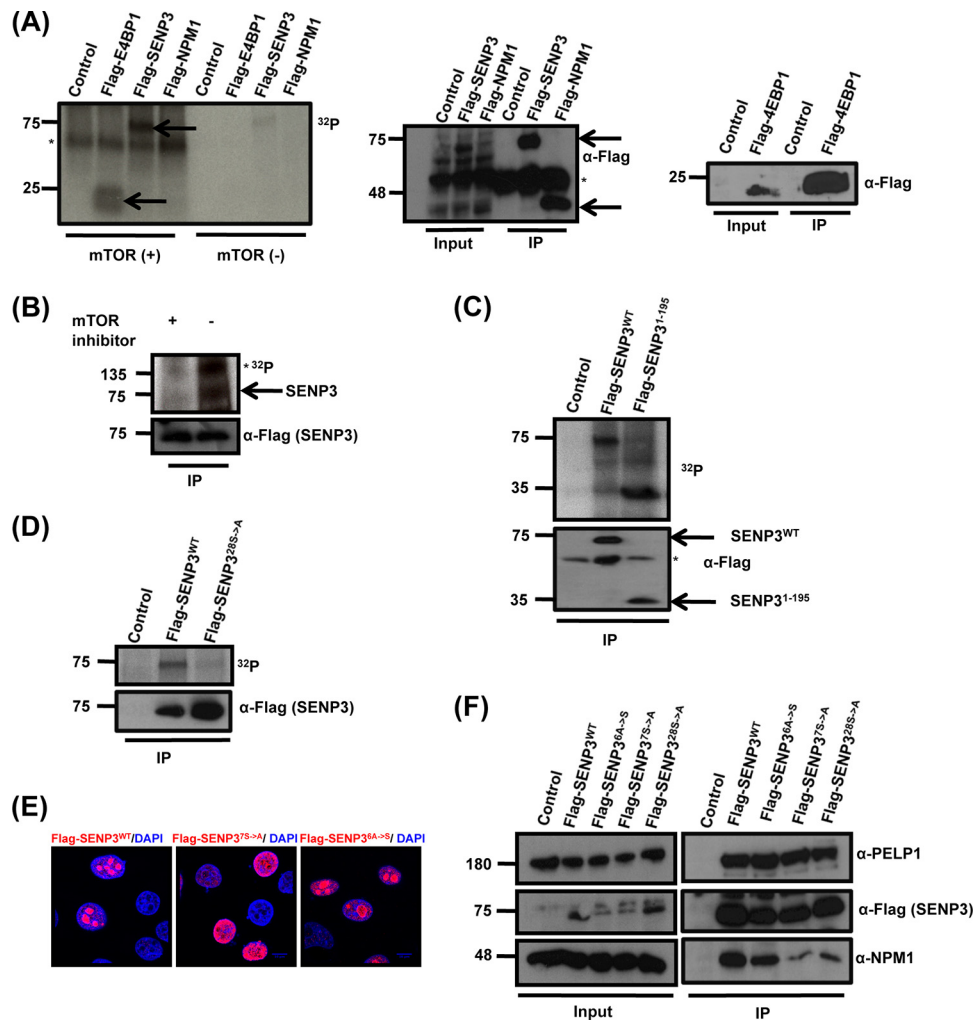 (A)
Control
Flag-E4BP1
Flag-SENP3
Flag-NPM1
Control
Flag-E4BP1
Flag-SENP3
Flag-NPM1
75
*
25
32P
mTOR (+)
mTOR (-)
Control
Flag-SENP3
Flag-NPM1
Control
Flag-SENP3
Flag-NPM1
75
48
α-Flag
*
Input
IP
Control
Flag-4EBP1
Control
Flag-4EBP1
25
α-Flag
Input
IP
(B)
mTOR inhibitor
+
-
135
75
* 32P
SENP3
75
α-Flag (SENP3)
IP
(C)
Control
Flag-SENP3WT
Flag-SENP31-195
75
35
32P
75
35
SENP3WT
* α-Flag
SENP31-195
IP
(D)
Control
Flag-SENP3WT
Flag-SENP328S->A
75
32P
75
α-Flag (SENP3)
IP
(E)
Flag-SENP3WT/DAPI
Flag-SENP37S->A/ DAPI
Flag-SENP36A->S/ DAPI
(F)
Control
Flag-SENP3WT
Flag-SENP36A->S
Flag-SENP37S->A
Flag-SENP328S->A
Control
Flag-SENP3WT
Flag-SENP36A->S
Flag-SENP37S->A
Flag-SENP328S->A
180
α-PELP1
75
α-Flag (SENP3)
48
α-NPM1
Input
IP